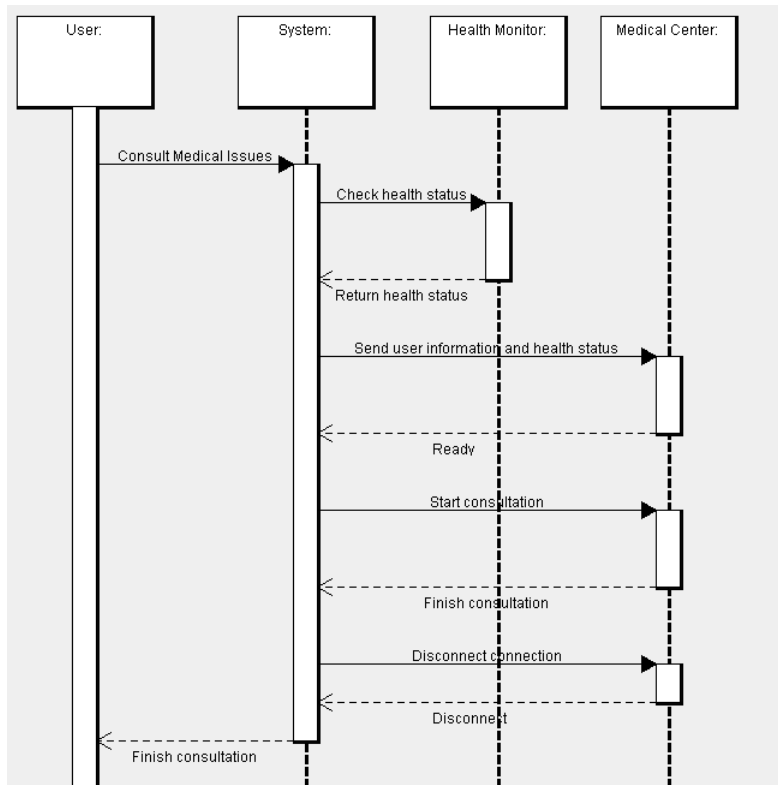 User:
System:
Health Monitor:
Medical Center:
Consult Medical Issues
Check health status
Return health status
Send user information and health status
Ready
Start consultation
Finish consultation
Disconnect connection
Disconnect
Finish consultation